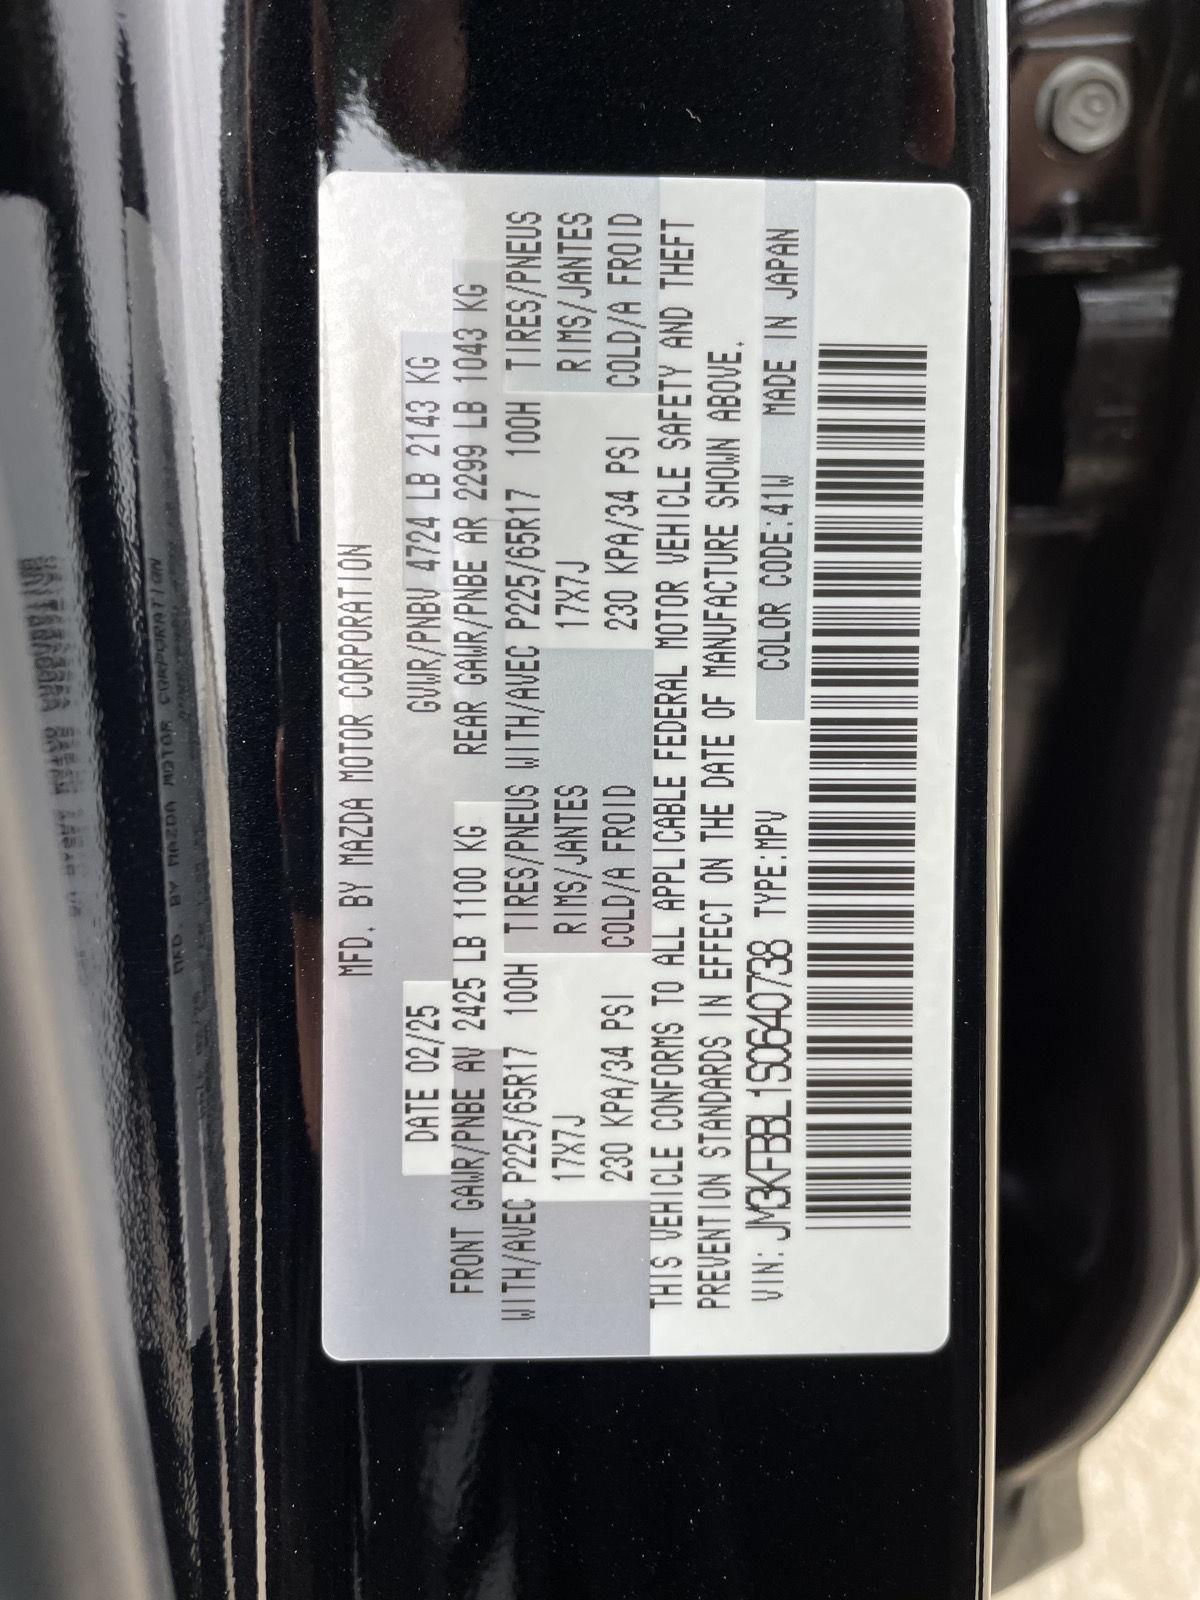 MFD. BY MAZDA MOTOR CORPORATION
DATE 02/25 GVWR/PNBV 4724 LB 2143 KG
FRONT GAWR/PNBE AV 2425 LB 1100 KG REAR GAWR/PNBE AR 2299 LB 1043 KG
WITH/AVEC P225/65R17 100H TIRES/PNEUS WITH/AVEC P225/65R17 100H TIRES/PNEUS
17X7J RIMS/JANTES 17X7J RIMS/JANTES
230 KPA/34 PSI COLD/A FROID 230 KPA/34 PSI COLD/A FROID
THIS VEHICLE CONFORMS TO ALL APPLICABLE FEDERAL MOTOR VEHICLE SAFETY AND THEFT
PREVENTION STANDARDS IN EFFECT ON THE DATE OF MANUFACTURE SHOWN ABOVE.
VIN: JM3KFBBL1S0640738 TYPE:MPV COLOR CODE:41W MADE IN JAPAN